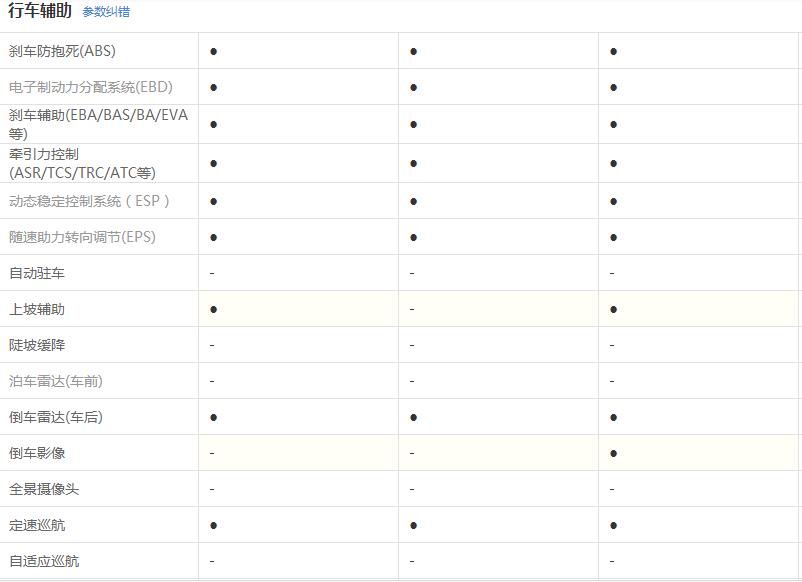 行车辅助 参数纠错
刹车防抱死(ABS) ● ● ●
电子制动力分配系统(EBD) ● ● ●
刹车辅助(EBA/BAS/BA/EVA
等) ● ● ●
牵引力控制
(ASR/TCS/TRC/ATC等) ● ● ●
动态稳定控制系统（ESP） ● ● ●
随速助力转向调节(EPS) ● ● ●
自动驻车 - - -
上坡辅助 ● - ●
陡坡缓降 - - -
泊车雷达(车前) - - -
倒车雷达(车后) ● ● ●
倒车影像 - - ●
全景摄像头 - - -
定速巡航 ● ● ●
自适应巡航 - - -